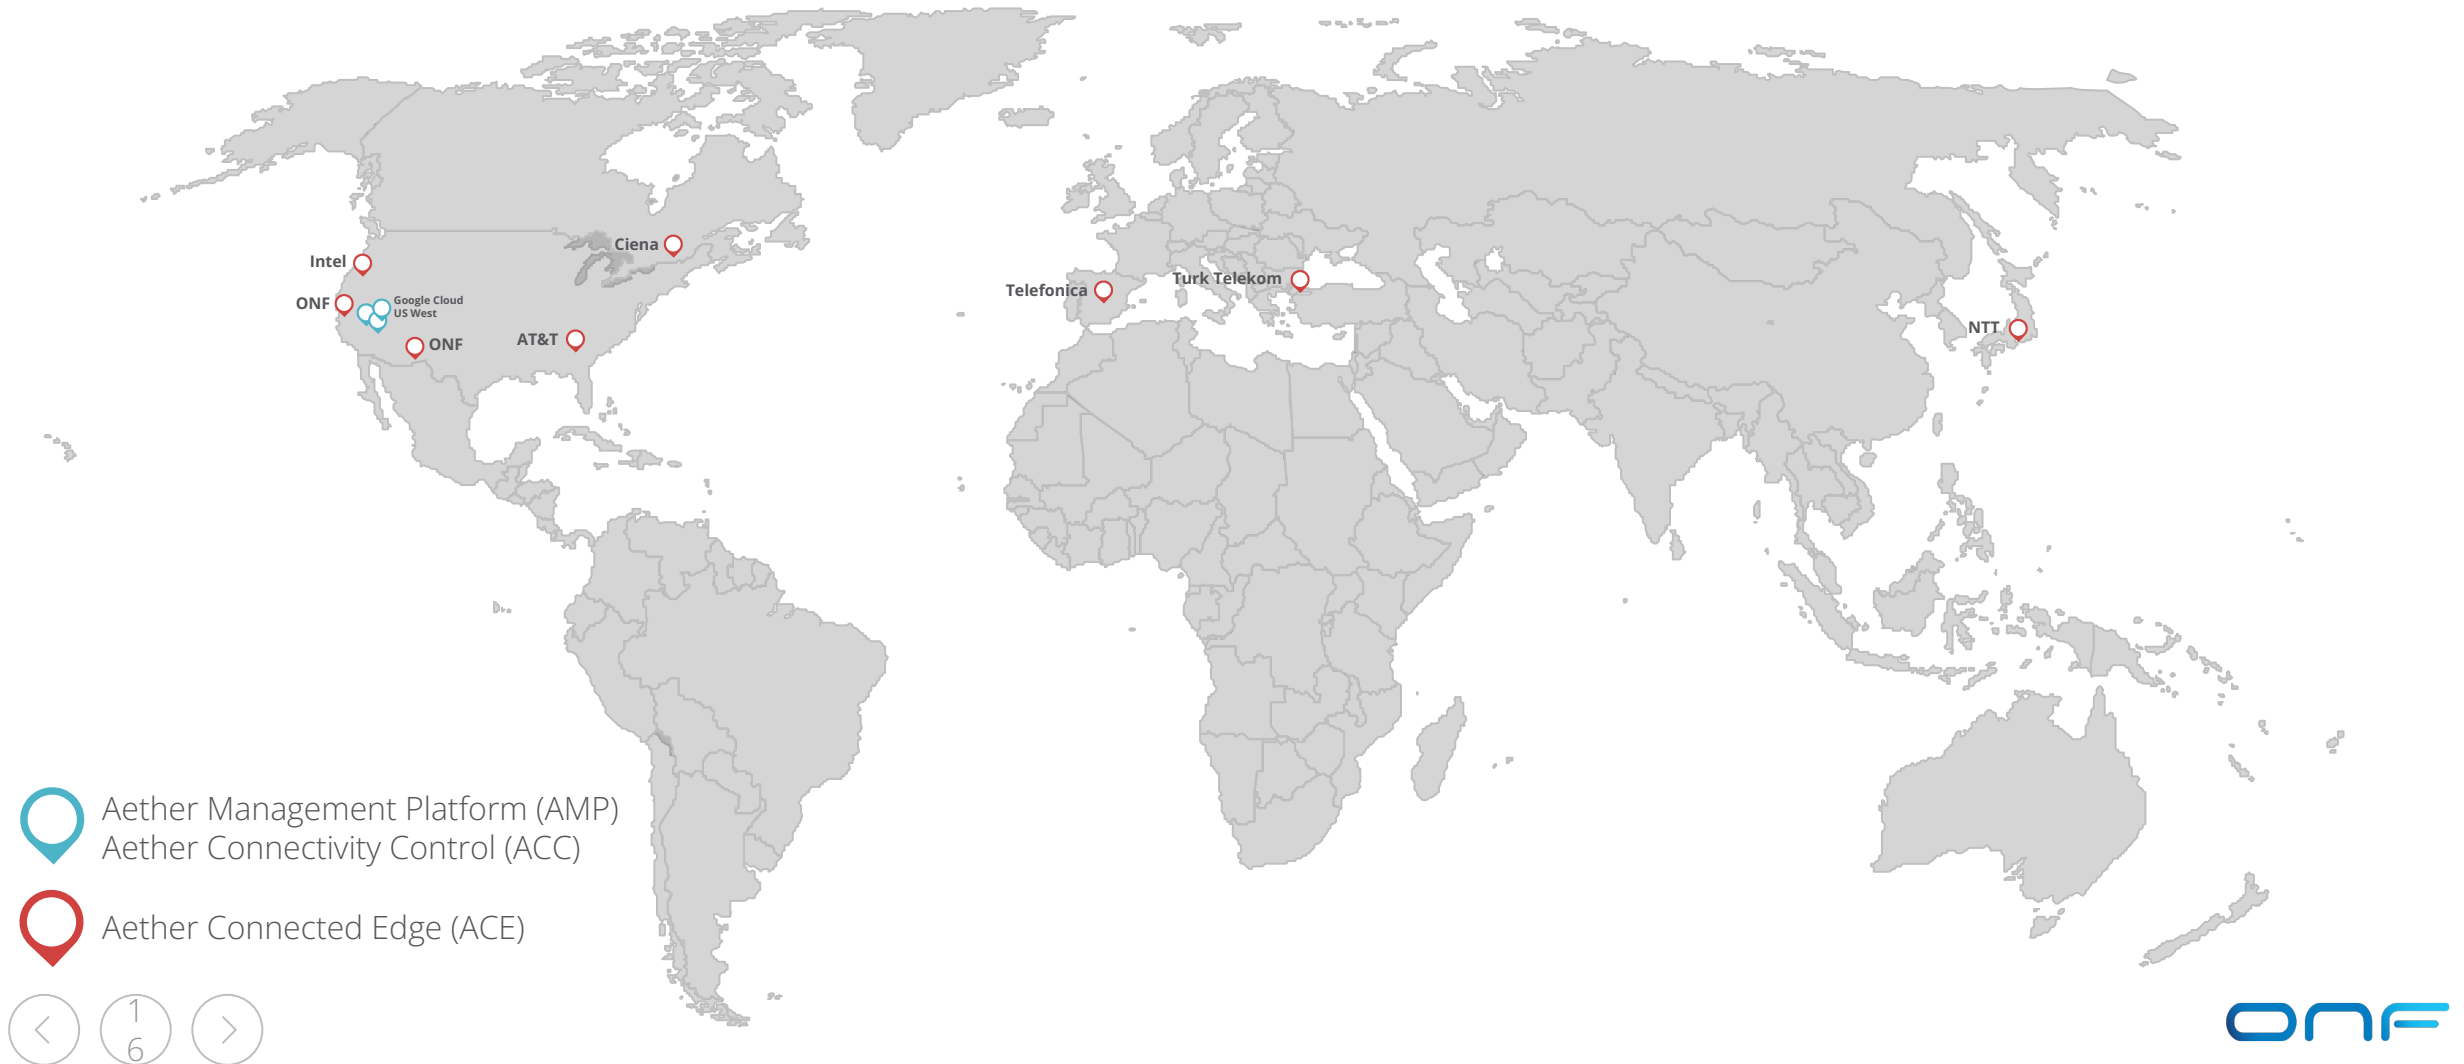 Ciena
Intel
Turk Telekom
Telefonica
ONF
Google Cloud
US West
NTT
AT&T
ONF
Aether Management Platform (AMP)
Aether Connectivity Control (ACC)
Aether Connected Edge (ACE)
1
6
ONF